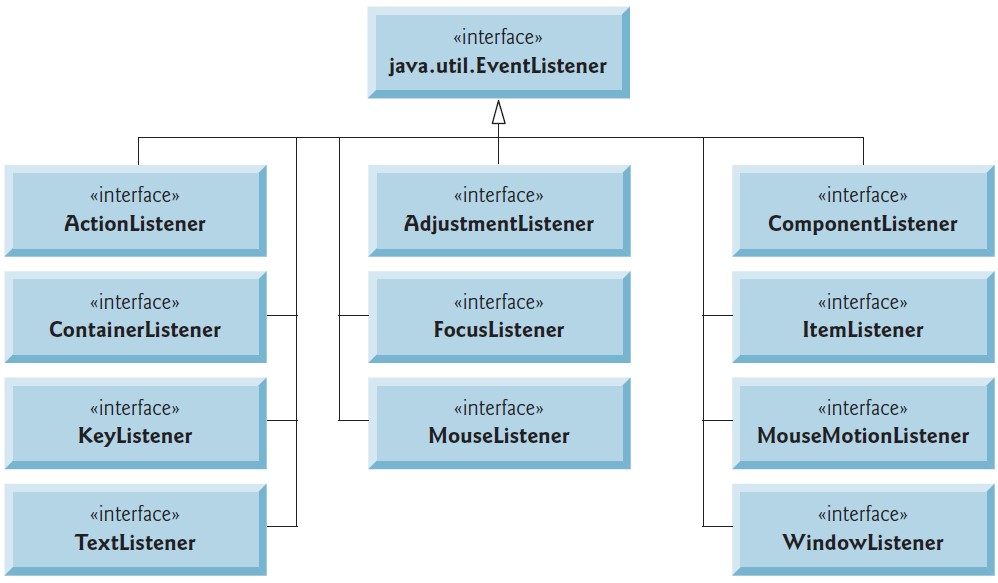 «interface»
java.util.EventListener
«interface»
ActionListener
«interface»
AdjustmentListener
«interface»
ComponentListener
«interface»
ContainerListener
«interface»
FocusListener
«interface»
ItemListener
«interface»
KeyListener
«interface»
MouseListener
«interface»
MouseMotionListener
«interface»
TextListener
«interface»
WindowListener